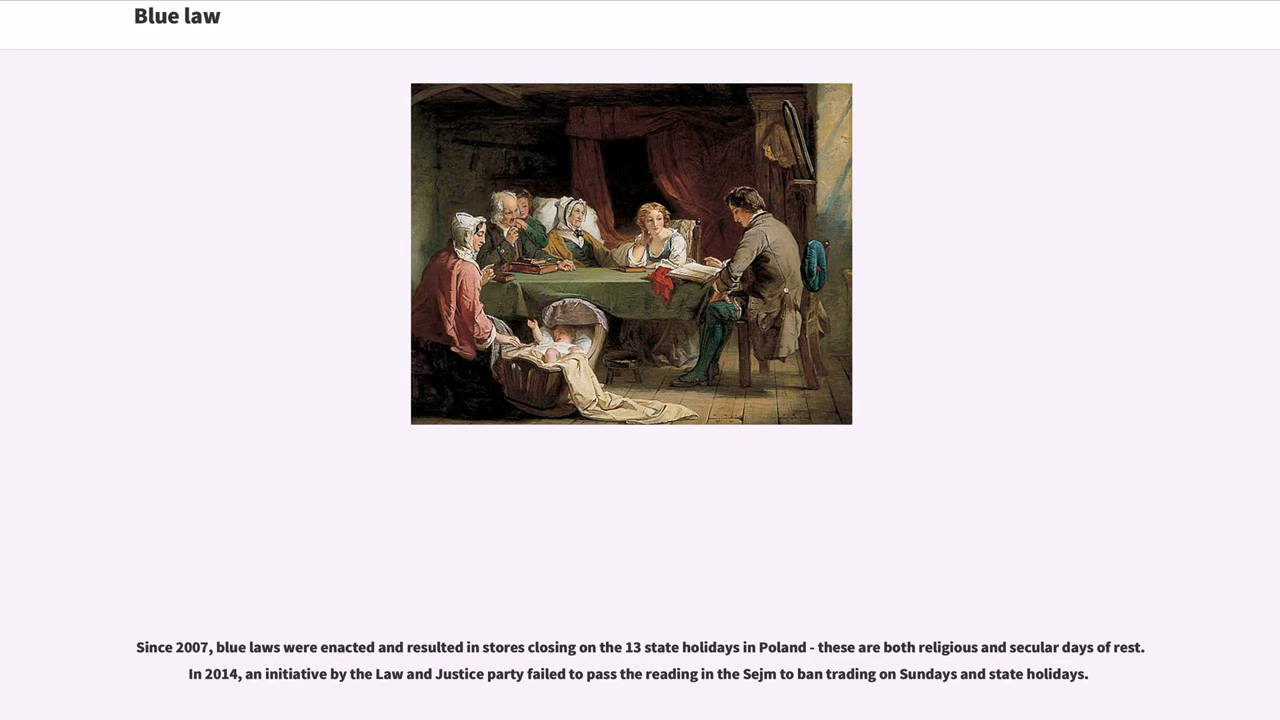 Blue law
Since 2007, blue laws were enacted and resulted in stores closing on the 13 state holidays in Poland - these are both religious and secular days of rest.
In 2014, an initiative by the Law and Justice party failed to pass the reading in the Sejm to ban trading on Sundays and state holidays.